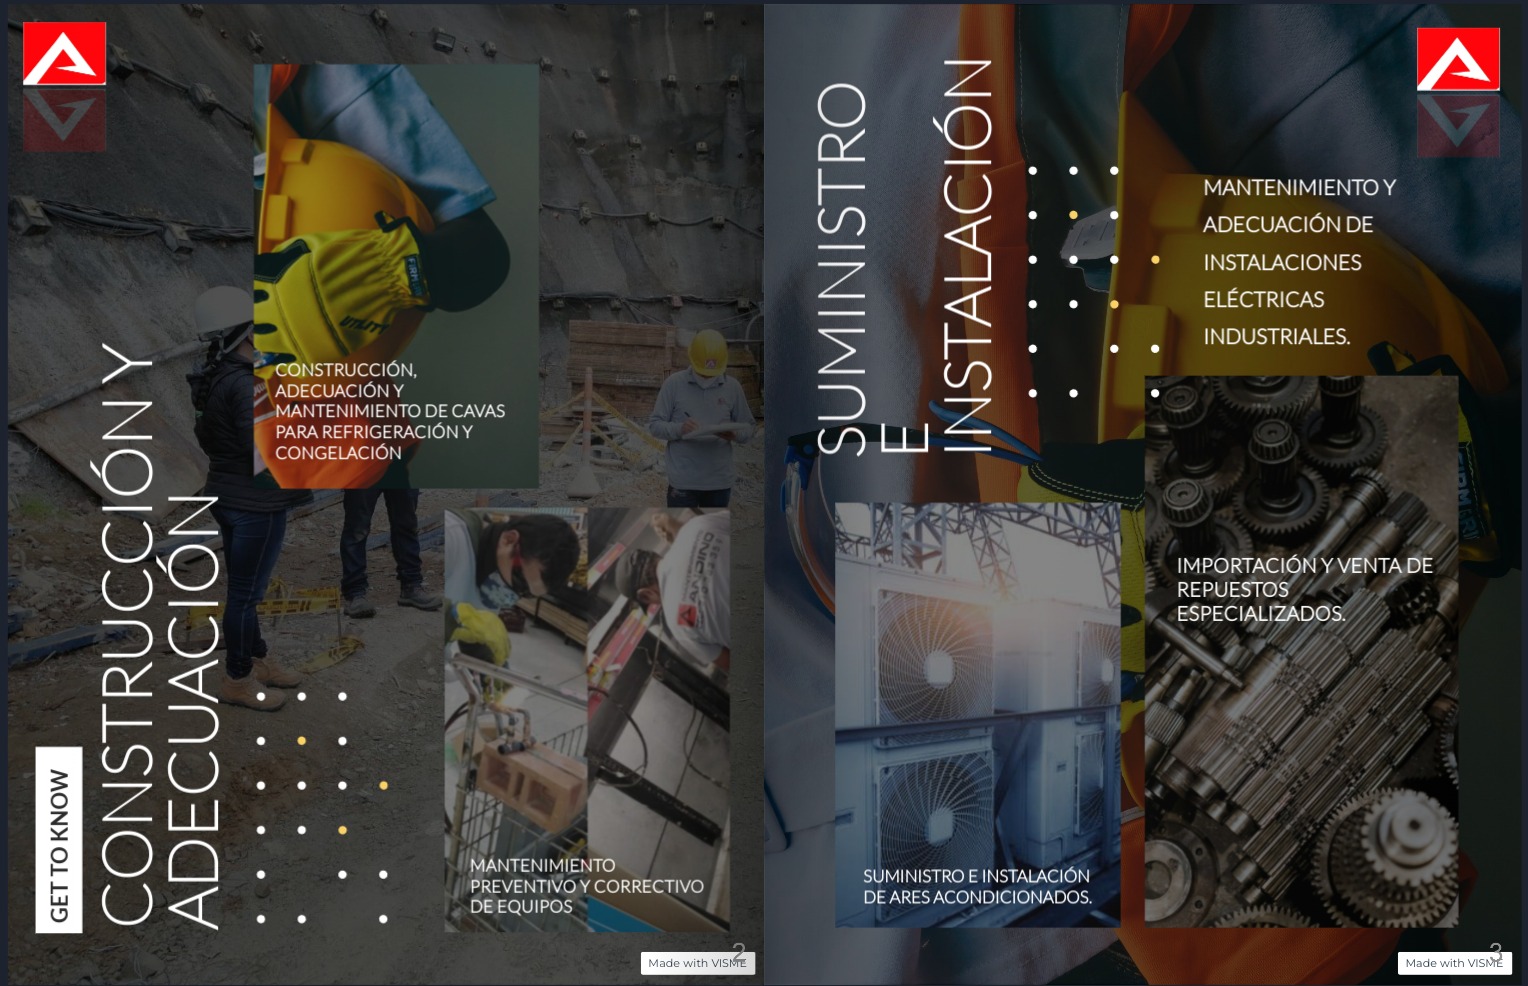 GET TO KNOW
CONSTRUCCIÓN Y
ADECUACIÓN
FIRM
UTILITY
CONSTRUCCIÓN,
ADECUACIÓN Y
MANTENIMIENTO DE CAVAS
PARA REFRIGERACIÓN Y
CONGELACIÓN
MANTENIMIENTO
PREVENTIVO Y CORRECTIVO
DE EQUIPOS
2
Made with VISME
SUMINISTRO
E
INSTALACIÓN
MANTENIMIENTO Y
ADECUACIÓN DE
INSTALACIONES
ELÉCTRICAS
INDUSTRIALES.
SUMINISTRO E INSTALACIÓN
DE ARES ACONDICIONADOS.
IMPORTACIÓN Y VENTA DE
REPUESTOS
ESPECIALIZADOS.
3
Made with VISME